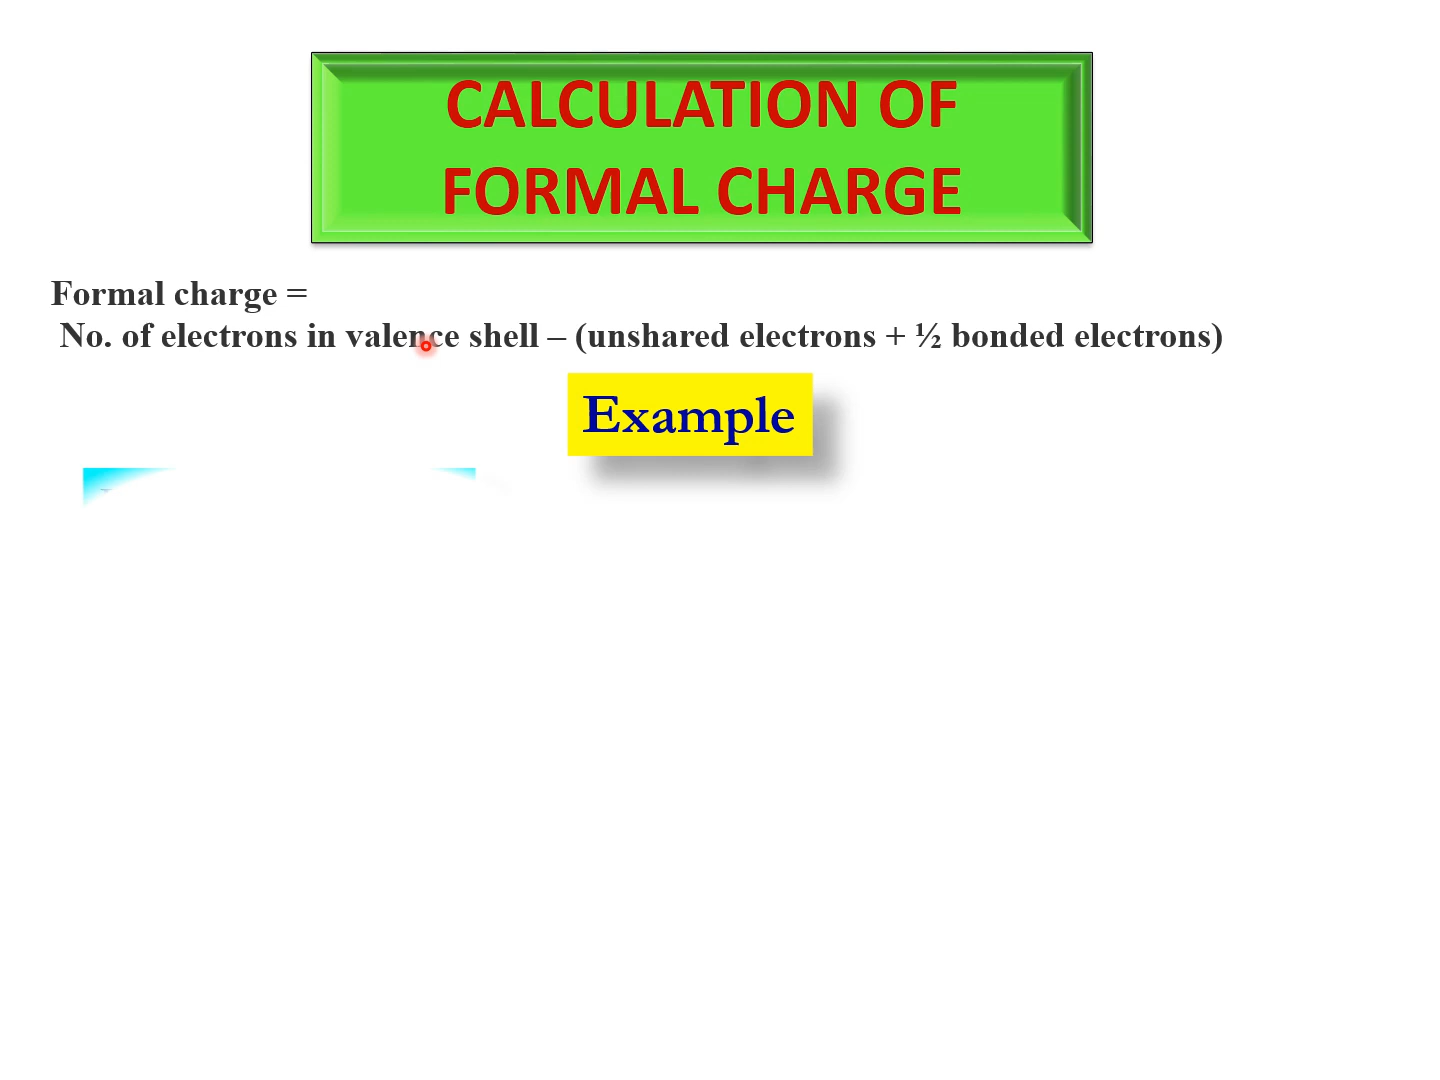 CALCULATION OF
FORMAL CHARGE
Formal charge =
No. of electrons in valence shell – (unshared electrons + ½ bonded electrons)
Example